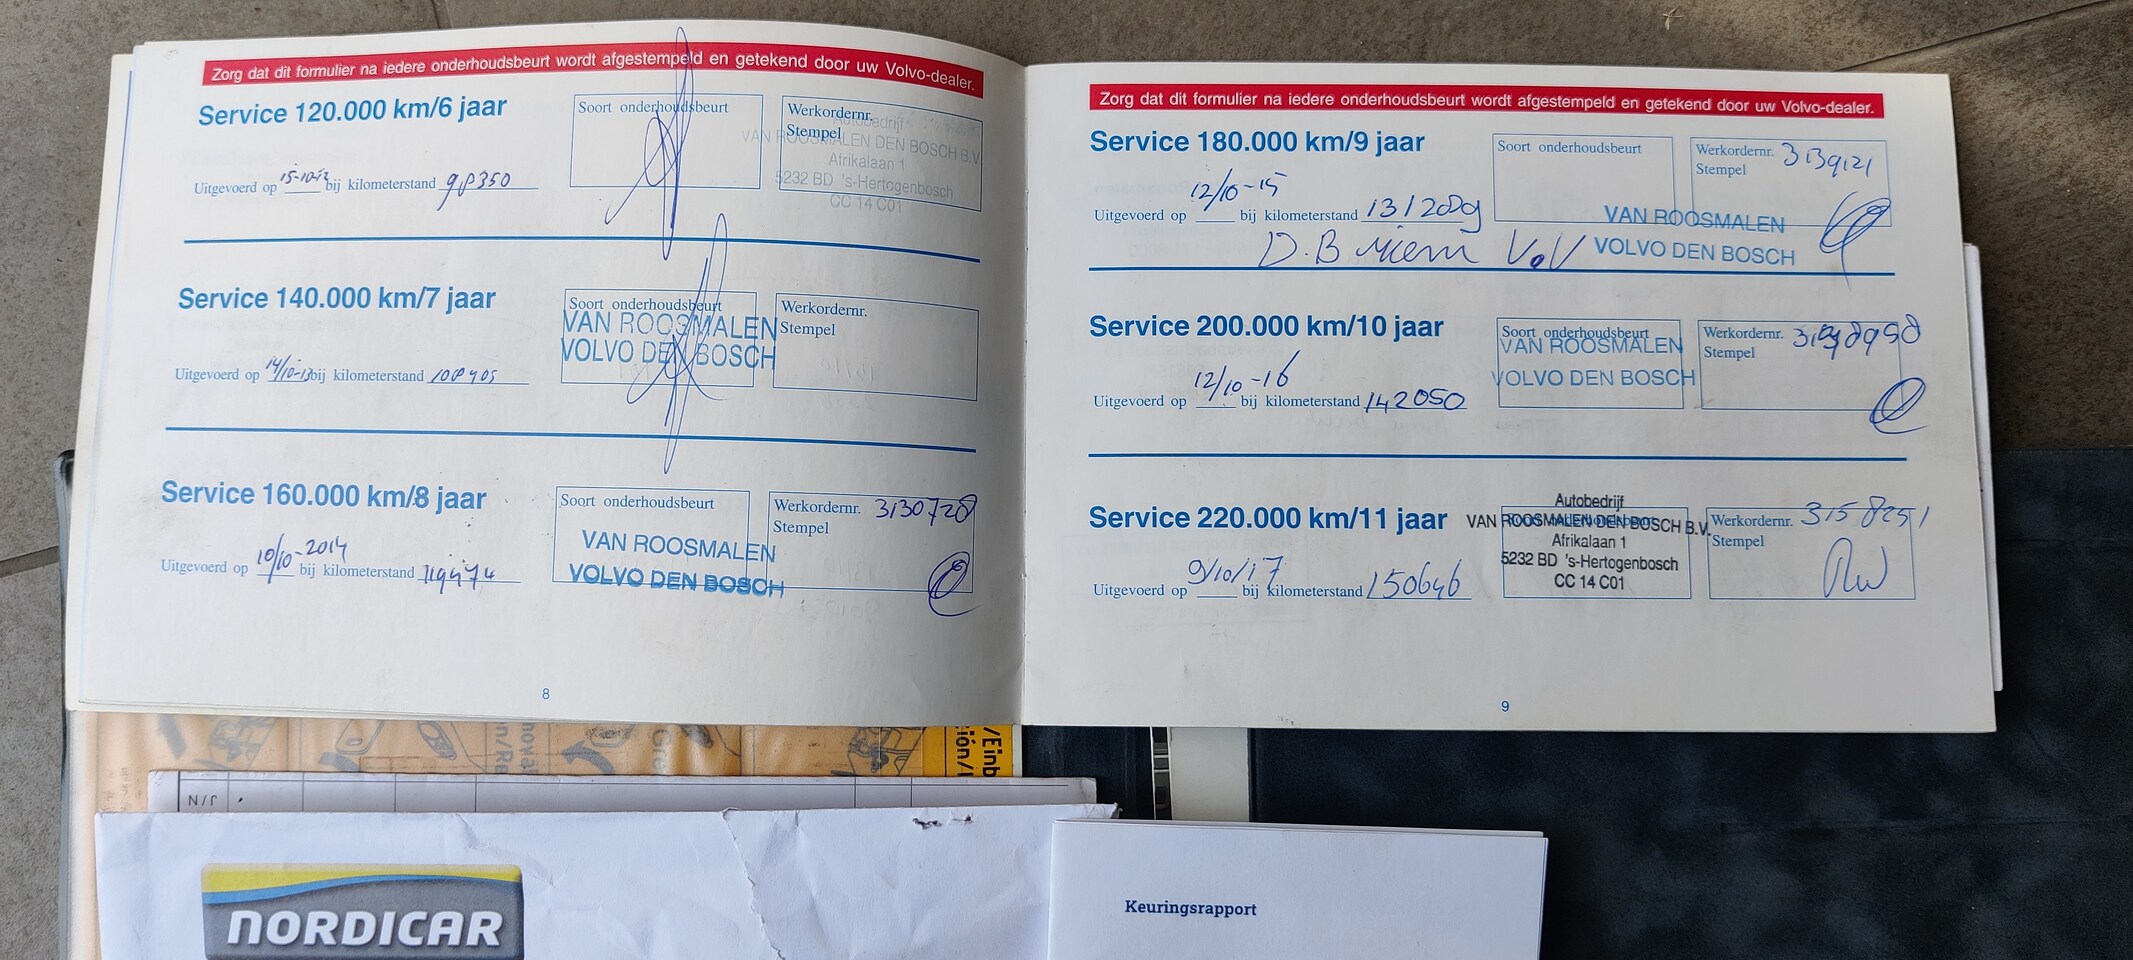 Zorg dat dit formulier na iedere onderhoudsbeurt wordt afgestempeld en getekend door uw Volvo-dealer.
Service 120.000 km/6 jaar
Soort onderhoudsbeurt
Werkordernr.
Stempel
Autobedrijf
VAN ROOSMALEN DEN BOSCH B.V.
Afrikalaan 1
5232 BD 's-Hertogenbosch
CC 14 C01
Uitgevoerd op 15-10-12 bij kilometerstand 98350
Service 140.000 km/7 jaar
Soort onderhoudsbeurt
Werkordernr.
Stempel
VAN ROOSMALEN
VOLVO DEN BOSCH
Uitgevoerd op 14/10-13 bij kilometerstand 108405
Service 160.000 km/8 jaar
Soort onderhoudsbeurt
Werkordernr. 3130728
Stempel
VAN ROOSMALEN
VOLVO DEN BOSCH
Uitgevoerd op 10/10-2014 bij kilometerstand 119474
8
Zorg dat dit formulier na iedere onderhoudsbeurt wordt afgestempeld en getekend door uw Volvo-dealer.
Service 180.000 km/9 jaar
Soort onderhoudsbeurt
Werkordernr. 3139121
Stempel
VAN ROOSMALEN
VOLVO DEN BOSCH
Uitgevoerd op 12/10-15 bij kilometerstand 131209
D.B riem
Service 200.000 km/10 jaar
Soort onderhoudsbeurt
Werkordernr.
Stempel
VAN ROOSMALEN
VOLVO DEN BOSCH
Uitgevoerd op 12/10-16 bij kilometerstand 142050
Service 220.000 km/11 jaar
Autobedrijf
VAN ROOSMALEN DEN BOSCH B.V.
Afrikalaan 1
5232 BD 's-Hertogenbosch
CC 14 C01
Werkordernr. 3158251
Stempel
Uitgevoerd op 9/10/17 bij kilometerstand 150646
9
/Einb
ión/
NORDICAR
Keuringsrapport